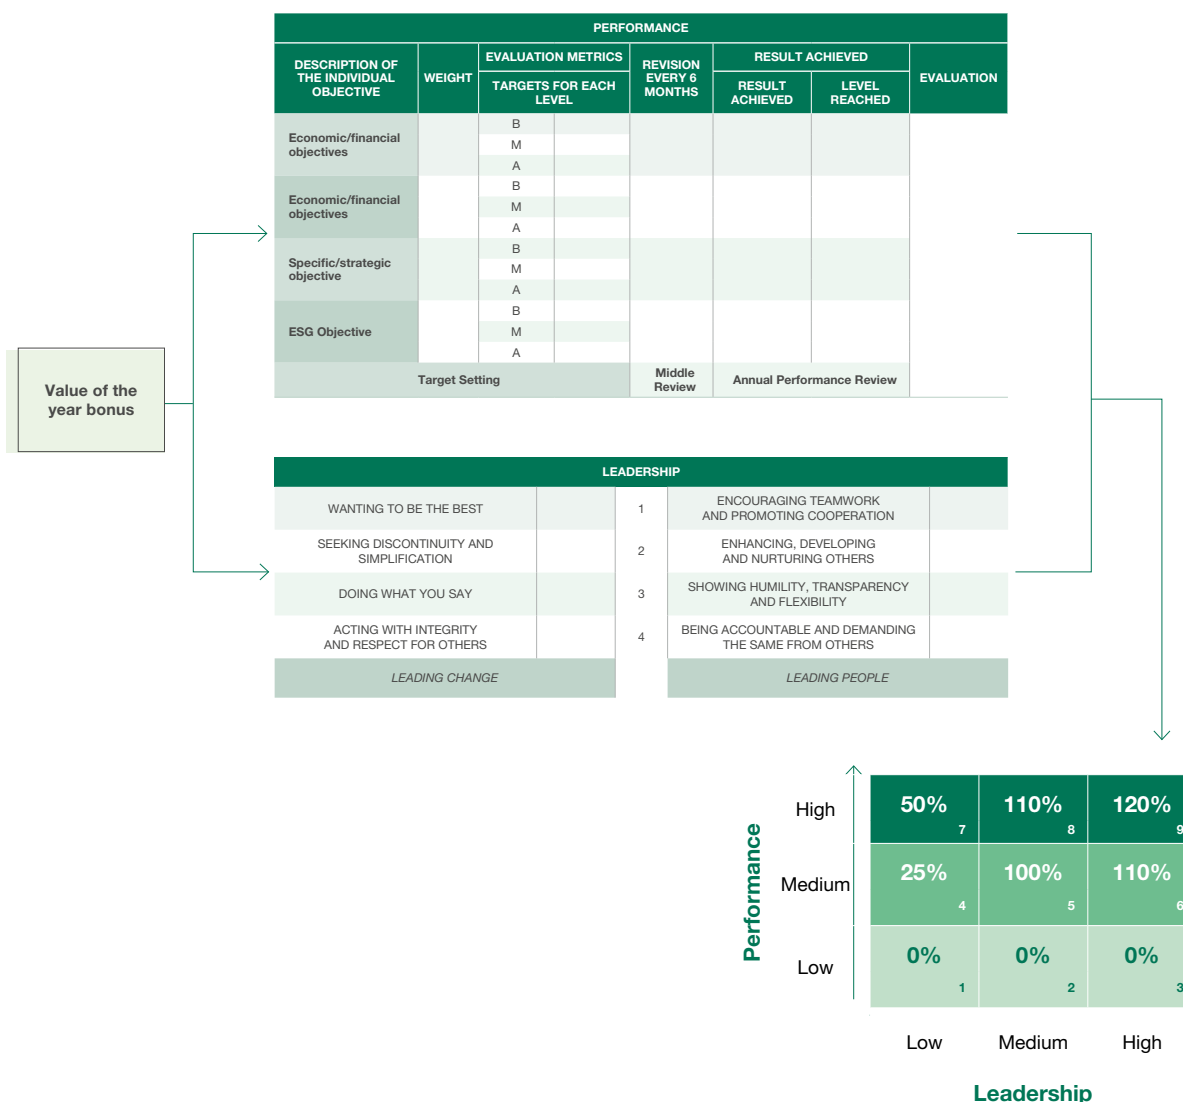 PERFORMANCE
DESCRIPTION OF
THE INDIVIDUAL
OBJECTIVE
WEIGHT
EVALUATION METRICS
TARGETS FOR EACH
LEVEL
REVISION
EVERY 6
MONTHS
RESULT ACHIEVED
RESULT
ACHIEVED
LEVEL
REACHED
EVALUATION
Economic/financial
objectives
B
M
A
Economic/financial
objectives
B
M
A
Specific/strategic
objective
B
M
A
ESG Objective
B
M
A
Target Setting
Middle
Review
Annual Performance Review
Value of the
year bonus
LEADERSHIP
WANTING TO BE THE BEST
1
ENCOURAGING TEAMWORK
AND PROMOTING COOPERATION
SEEKING DISCONTINUITY AND
SIMPLIFICATION
2
ENHANCING, DEVELOPING
AND NURTURING OTHERS
DOING WHAT YOU SAY
3
SHOWING HUMILITY, TRANSPARENCY
AND FLEXIBILITY
ACTING WITH INTEGRITY
AND RESPECT FOR OTHERS
4
BEING ACCOUNTABLE AND DEMANDING
THE SAME FROM OTHERS
LEADING CHANGE
LEADING PEOPLE
Performance
High
50%
7
110%
8
120%
9
Medium
25%
4
100%
5
110%
6
Low
0%
1
0%
2
0%
3
Low
Medium
High
Leadership